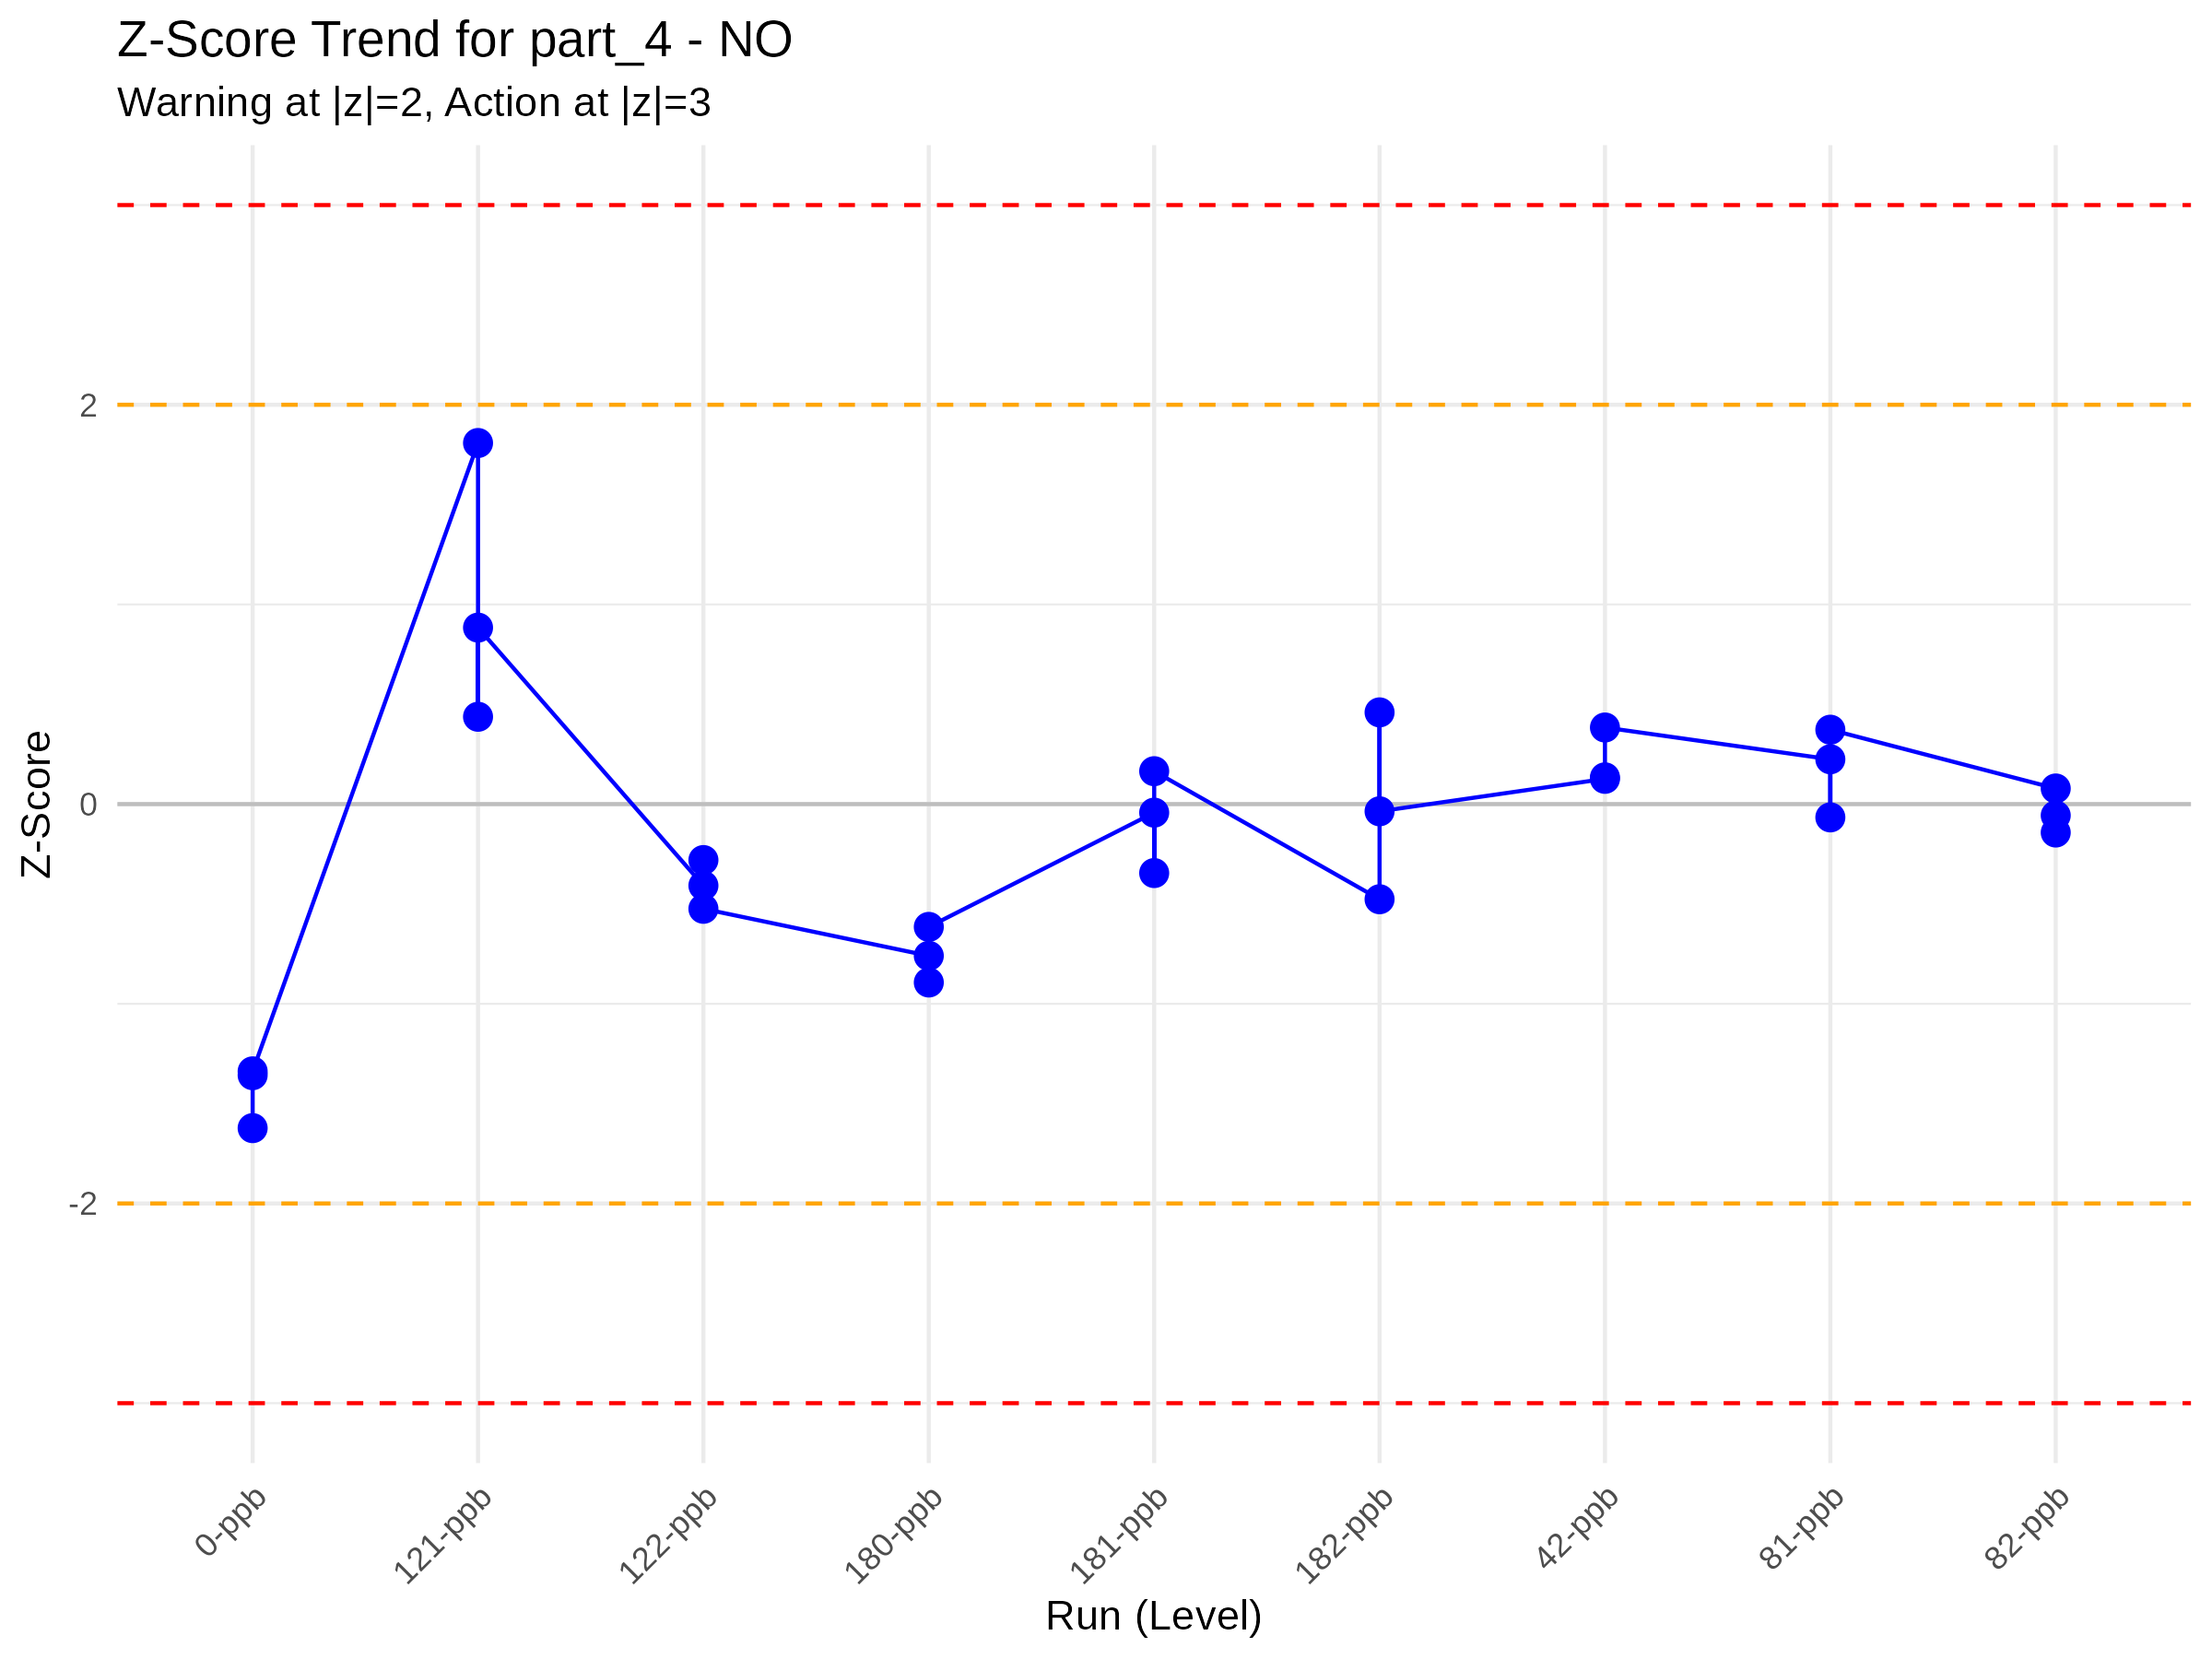 Z-Score Trend for part_4 - NO
Warning at |z|=2, Action at |z|=3
Z-Score
2
0
-2
0-ppb
121-ppb
122-ppb
180-ppb
181-ppb
182-ppb
42-ppb
81-ppb
82-ppb
Run (Level)